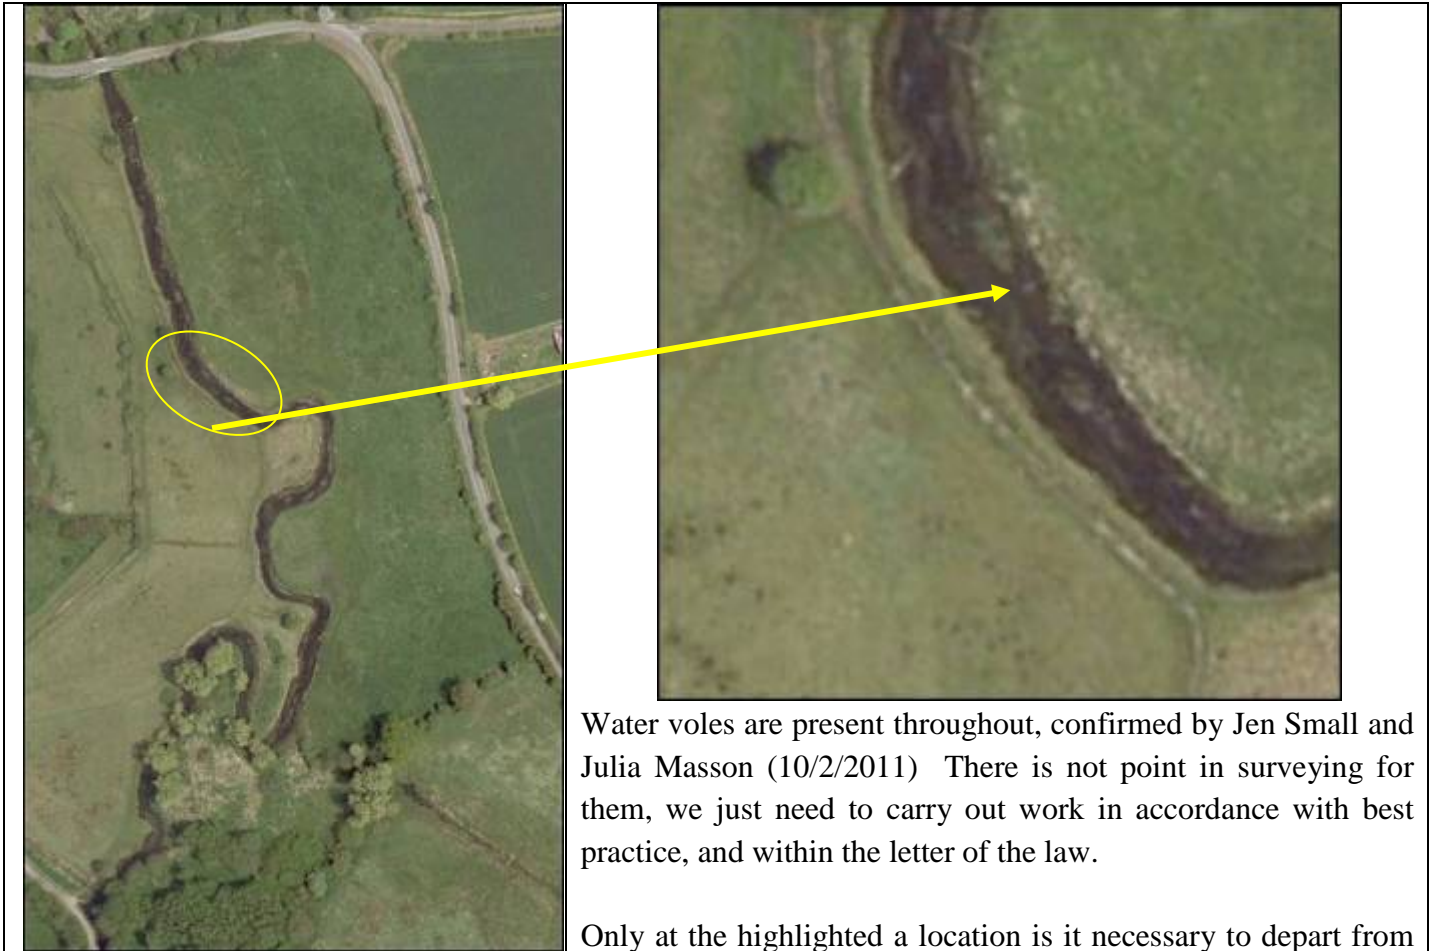 Water voles are present throughout, confirmed by Jen Small and
Julia Masson (10/2/2011) There is not point in surveying for
them, we just need to carry out work in accordance with best
practice, and within the letter of the law.
Only at the highlighted a location is it necessary to depart from